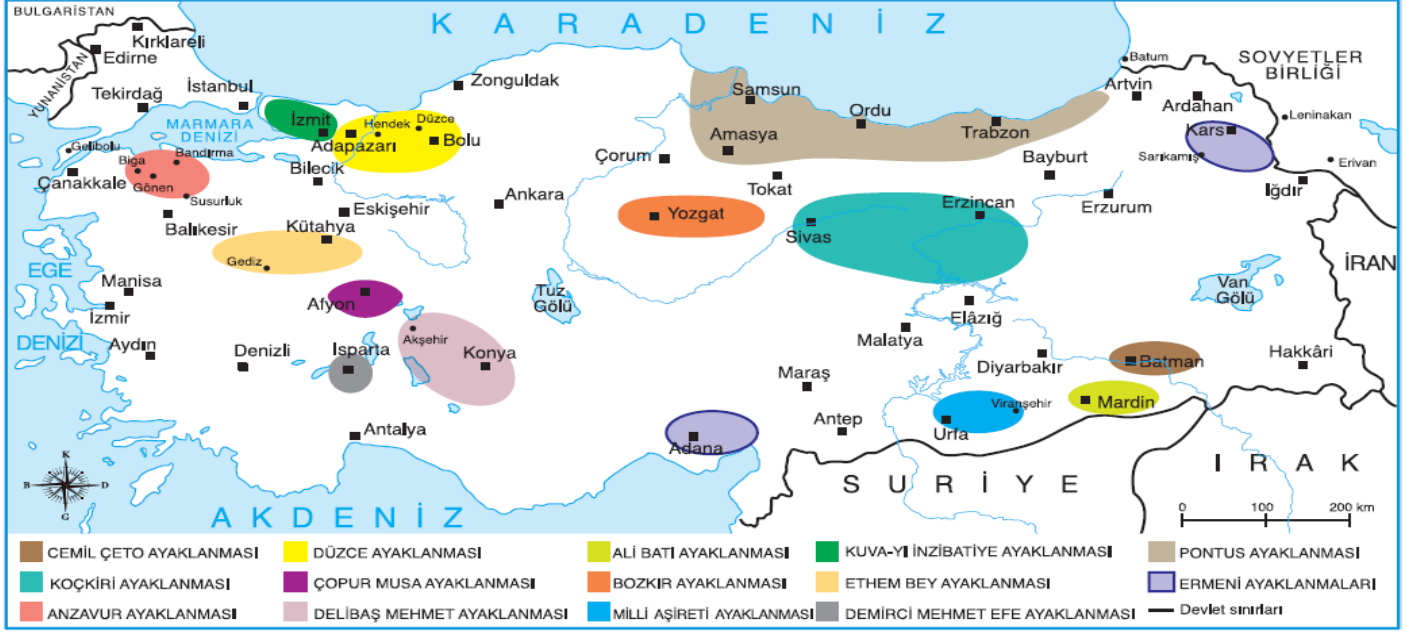 BULGARİSTAN
KARADENİZ
Kırklareli
Edirne
YUNANİSTAN
Tekirdağ
İstanbul
Zonguldak
Batum
SOVYETLER
BİRLİĞİ
Artvin
Ardahan
Samsun
Ordu
Trabzon
Leninakan
MARMARA
DENİZİ
İzmit
Hendek
Düzce
Adapazarı
Bolu
Amasya
Kars
Gelibolu
Biga
Bandırma
Çanakkale
Gönen
Bilecik
Çorum
Bayburt
Sarıkamış
Erivan
Iğdır
Susurluk
Ankara
Tokat
Erzurum
Balıkesir
Eskişehir
Kütahya
Yozgat
Sivas
Erzincan
Gediz
EGE
DENİZİ
Manisa
İzmir
Afyon
Tuz
Gölü
Van
Gölü
İRAN
Elâzığ
Malatya
Akşehir
Aydın
Denizli
Isparta
Konya
Diyarbakır
Batman
Hakkâri
Maraş
Viranşehir
Mardin
Antalya
Adana
Antep
Urfa
K
B
D
G
AKDENİZ
SURİYE
IRAK
0 100 200 km
CEMİL ÇETO AYAKLANMASI
DÜZCE AYAKLANMASI
ALİ BATI AYAKLANMASI
KUVA-YI İNZİBATİYE AYAKLANMASI
PONTUS AYAKLANMASI
KOÇKİRİ AYAKLANMASI
ÇOPUR MUSA AYAKLANMASI
BOZKIR AYAKLANMASI
ETHEM BEY AYAKLANMASI
ERMENİ AYAKLANMALARI
ANZAVUR AYAKLANMASI
DELİBAŞ MEHMET AYAKLANMASI
MİLLİ AŞİRETİ AYAKLANMASI
DEMİRCİ MEHMET EFE AYAKLANMASI
Devlet sınırları